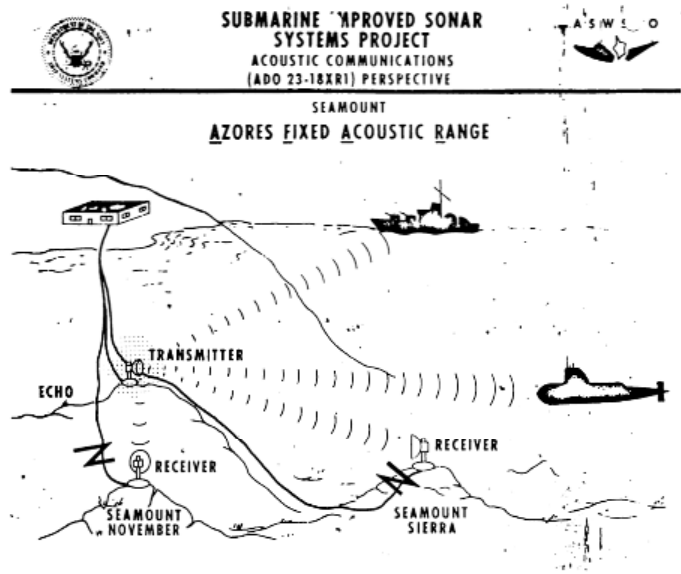 SUBMARINE IMPROVED SONAR
SYSTEMS PROJECT
ACOUSTIC COMMUNICATIONS
(ADO 23-18XR1) PERSPECTIVE
SEAMOUNT
AZORES FIXED ACOUSTIC RANGE
TRANSMITTER
ECHO
RECEIVER
RECEIVER
SEAMOUNT
NOVEMBER
SEAMOUNT
SIERRA